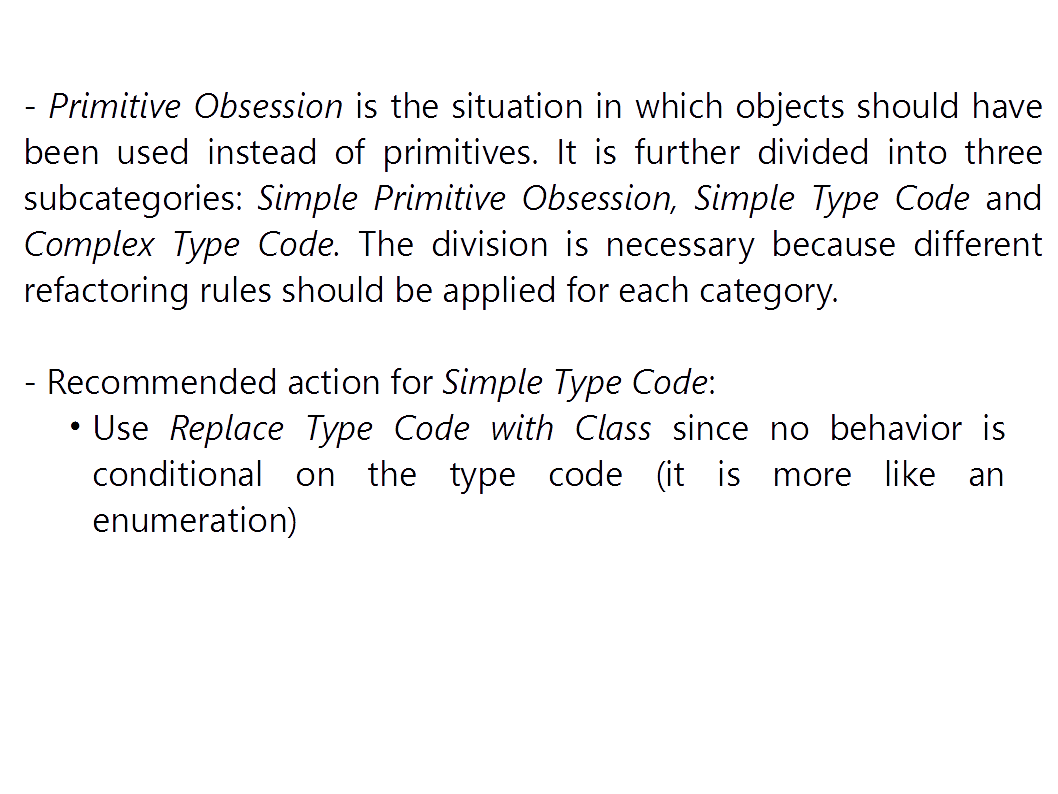 - Primitive Obsession is the situation in which objects should have
been used instead of primitives. It is further divided into three
subcategories: Simple Primitive Obsession, Simple Type Code and
Complex Type Code. The division is necessary because different
refactoring rules should be applied for each category.
- Recommended action for Simple Type Code:
• Use Replace Type Code with Class since no behavior is
conditional on the type code (it is more like an
enumeration)